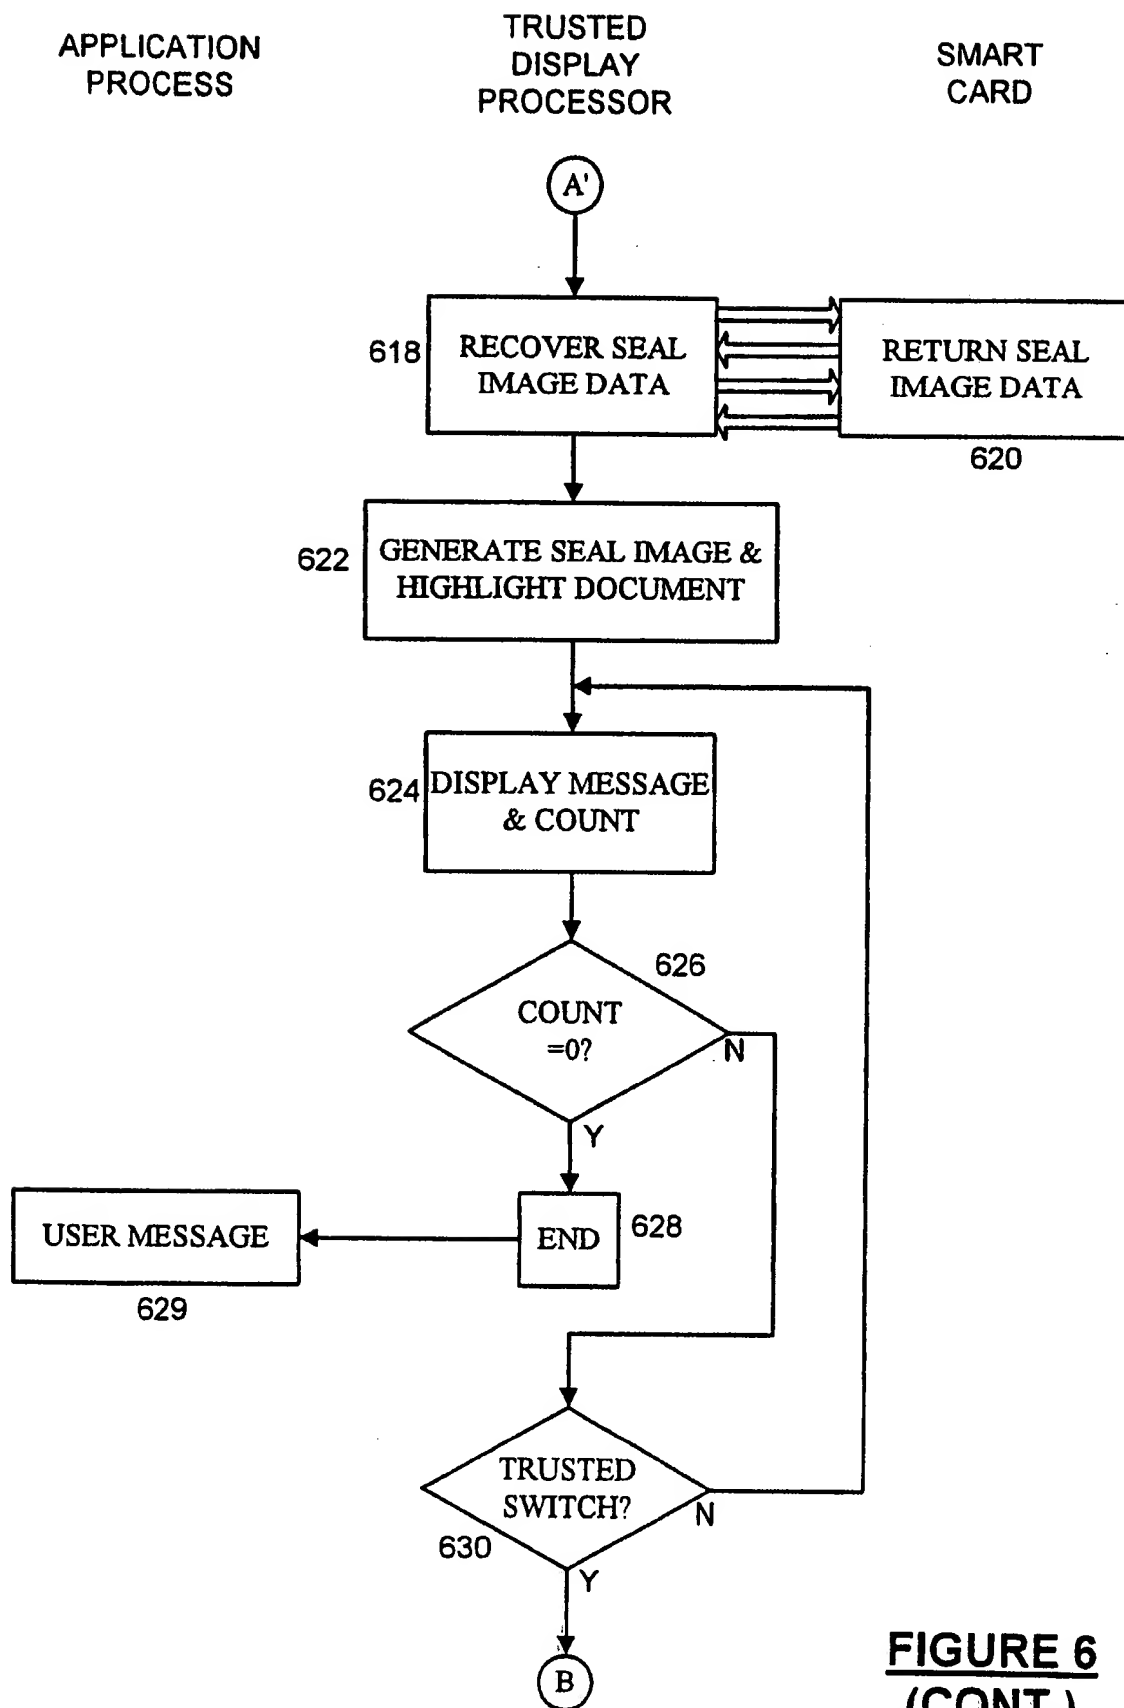 APPLICATION
PROCESS
TRUSTED
DISPLAY
PROCESSOR
SMART
CARD
A'
618
RECOVER SEAL
IMAGE DATA
RETURN SEAL
IMAGE DATA
620
622
GENERATE SEAL IMAGE &
HIGHLIGHT DOCUMENT
624
DISPLAY MESSAGE
& COUNT
626
COUNT
=0?
N
Y
USER MESSAGE
END
628
629
TRUSTED
SWITCH?
N
630
Y
B
FIGURE 6
(CONT.)